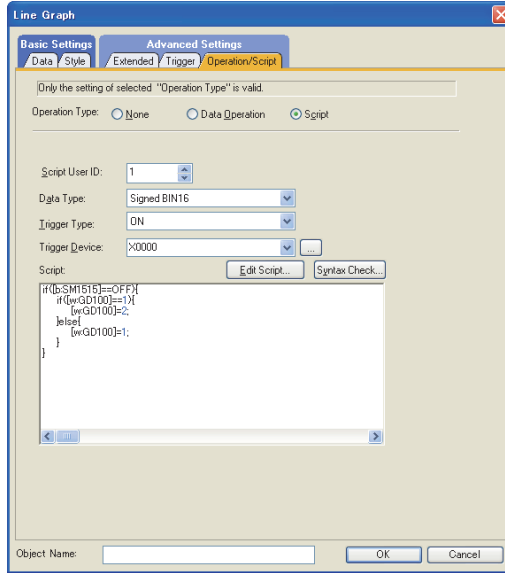 Line Graph
Basic Settings
Advanced Settings
Data
Style
Extended
Trigger
Operation/Script
Only the setting of selected "Operation Type" is valid.
Operation Type:
None
Data Operation
Script
Script User ID:
1
Data Type:
Signed BIN16
Trigger Type:
ON
Trigger Device:
X0000
...
Script:
Edit Script...
Syntax Check...
if([b:SM1515]==OFF){
if([w:GD100]==1){
[w:GD100]=2;
}else{
[w:GD100]=1;
}
}
Object Name:
OK
Cancel